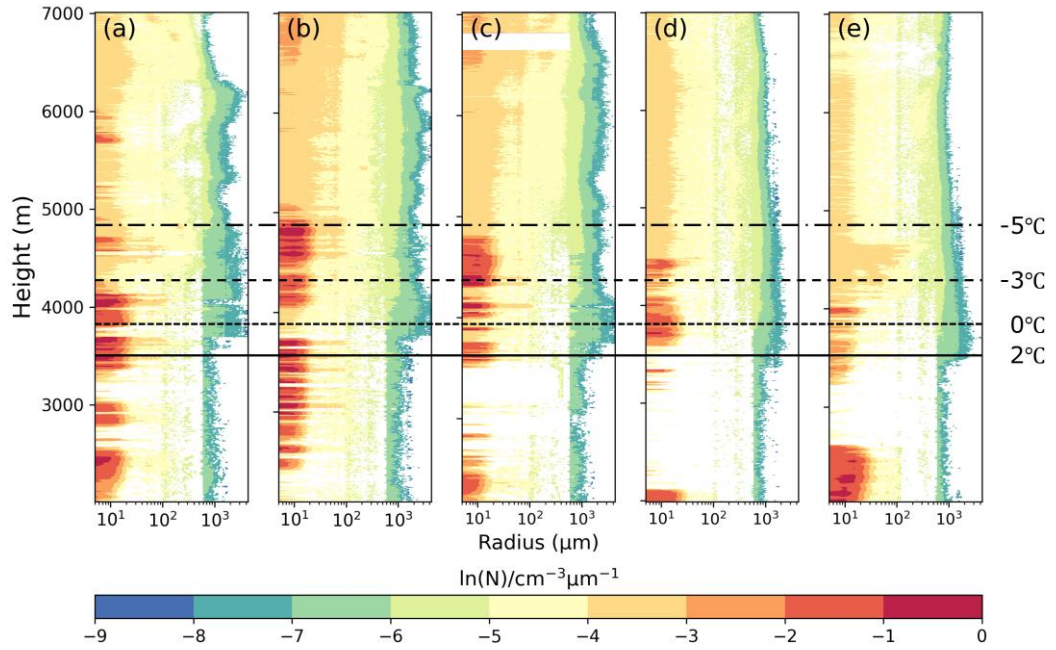 (a) (b) (c) (d) (e)
7000
6000
5000
4000
3000
Height (m)
-5℃
-3℃
0℃
2℃
10¹ 10² 10³ 10¹ 10² 10³ 10¹ 10² 10³ 10¹ 10² 10³ 10¹ 10² 10³
Radius (μm)
ln(N)/cm⁻³μm⁻¹
−9 −8 −7 −6 −5 −4 −3 −2 −1 0